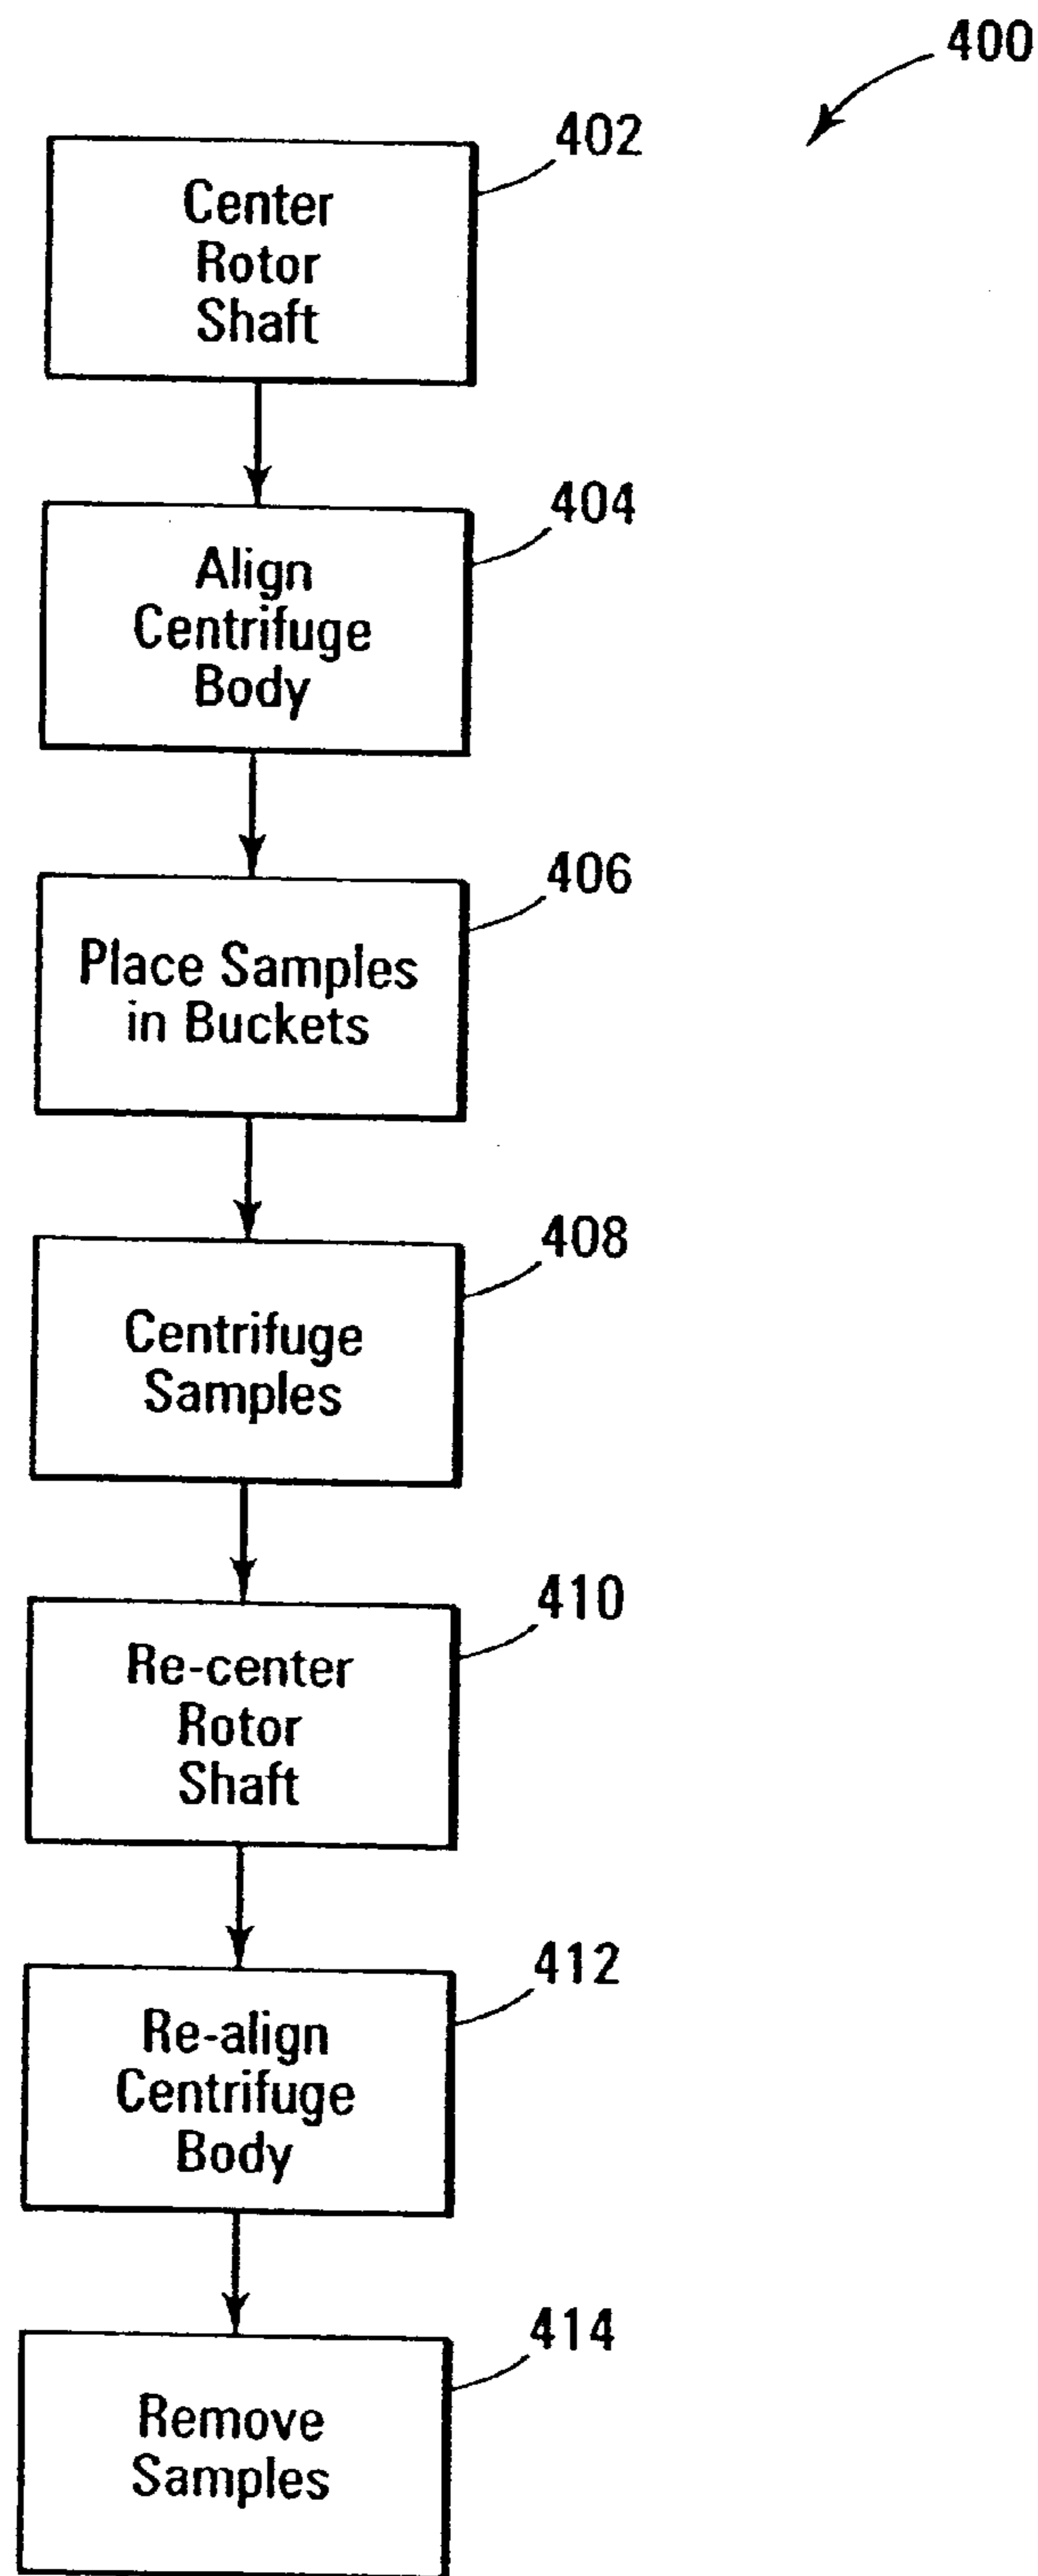 400
402
Center
Rotor
Shaft
404
Align
Centrifuge
Body
406
Place Samples
in Buckets
408
Centrifuge
Samples
410
Re-center
Rotor
Shaft
412
Re-align
Centrifuge
Body
414
Remove
Samples